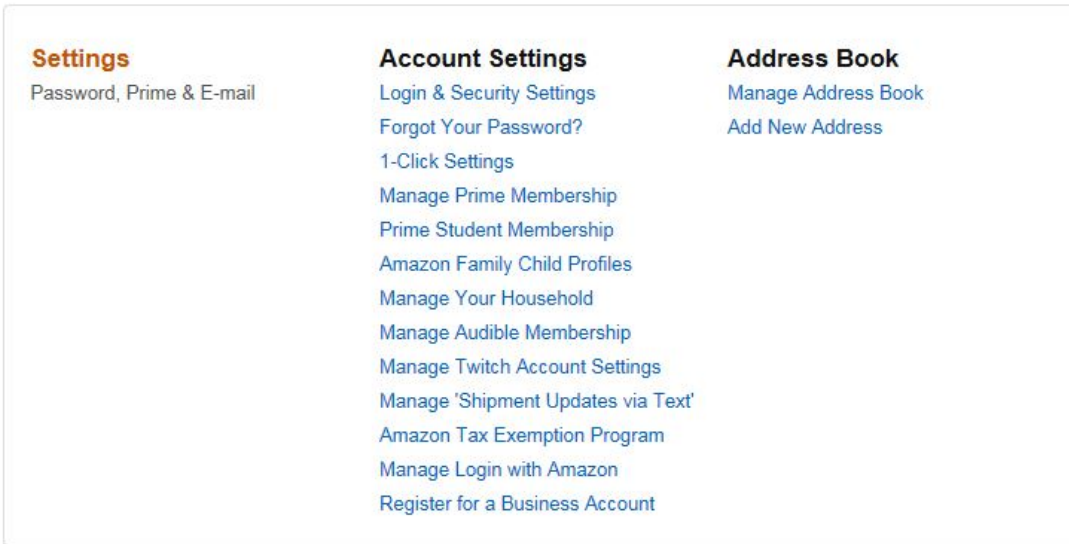 Settings
Password, Prime & E-mail
Account Settings
Login & Security Settings
Forgot Your Password?
1-Click Settings
Manage Prime Membership
Prime Student Membership
Amazon Family Child Profiles
Manage Your Household
Manage Audible Membership
Manage Twitch Account Settings
Manage 'Shipment Updates via Text'
Amazon Tax Exemption Program
Manage Login with Amazon
Register for a Business Account
Address Book
Manage Address Book
Add New Address